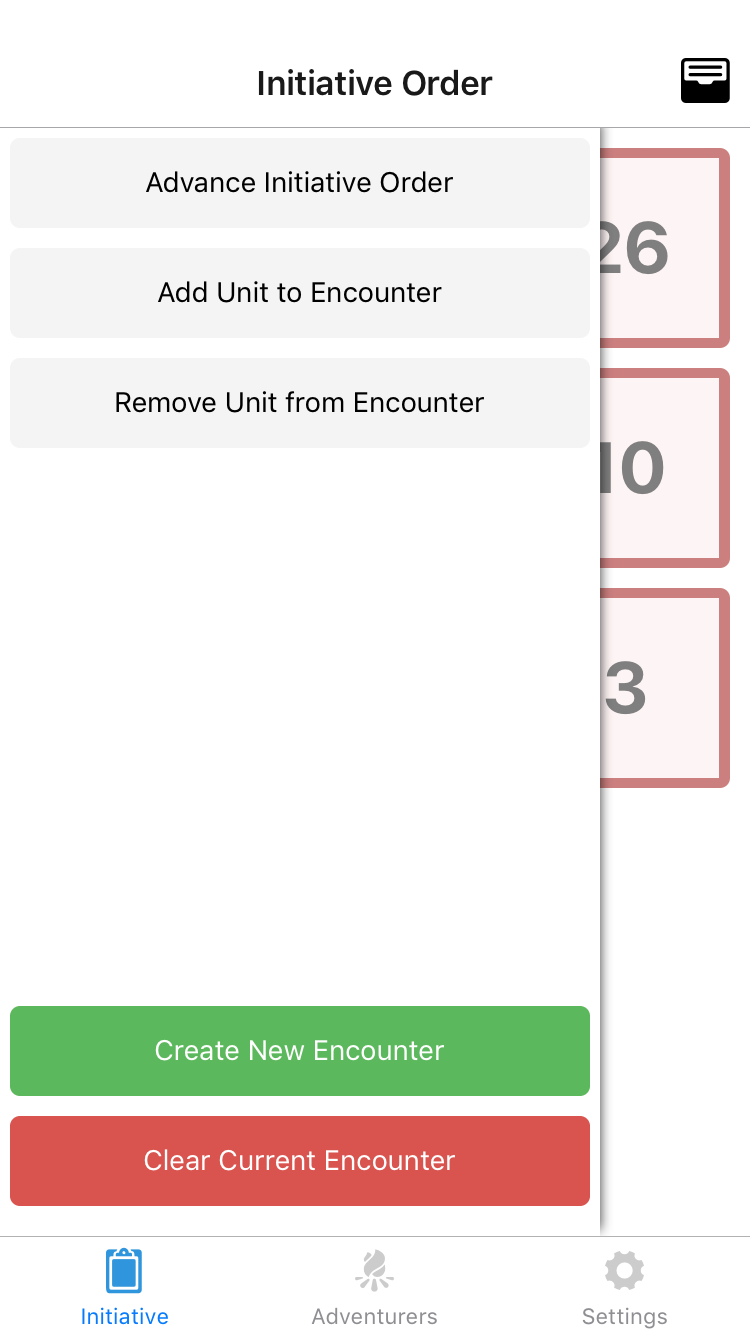 Initiative Order
Advance Initiative Order
Add Unit to Encounter
Remove Unit from Encounter
26
10
3
Create New Encounter
Clear Current Encounter
Initiative
Adventurers
Settings